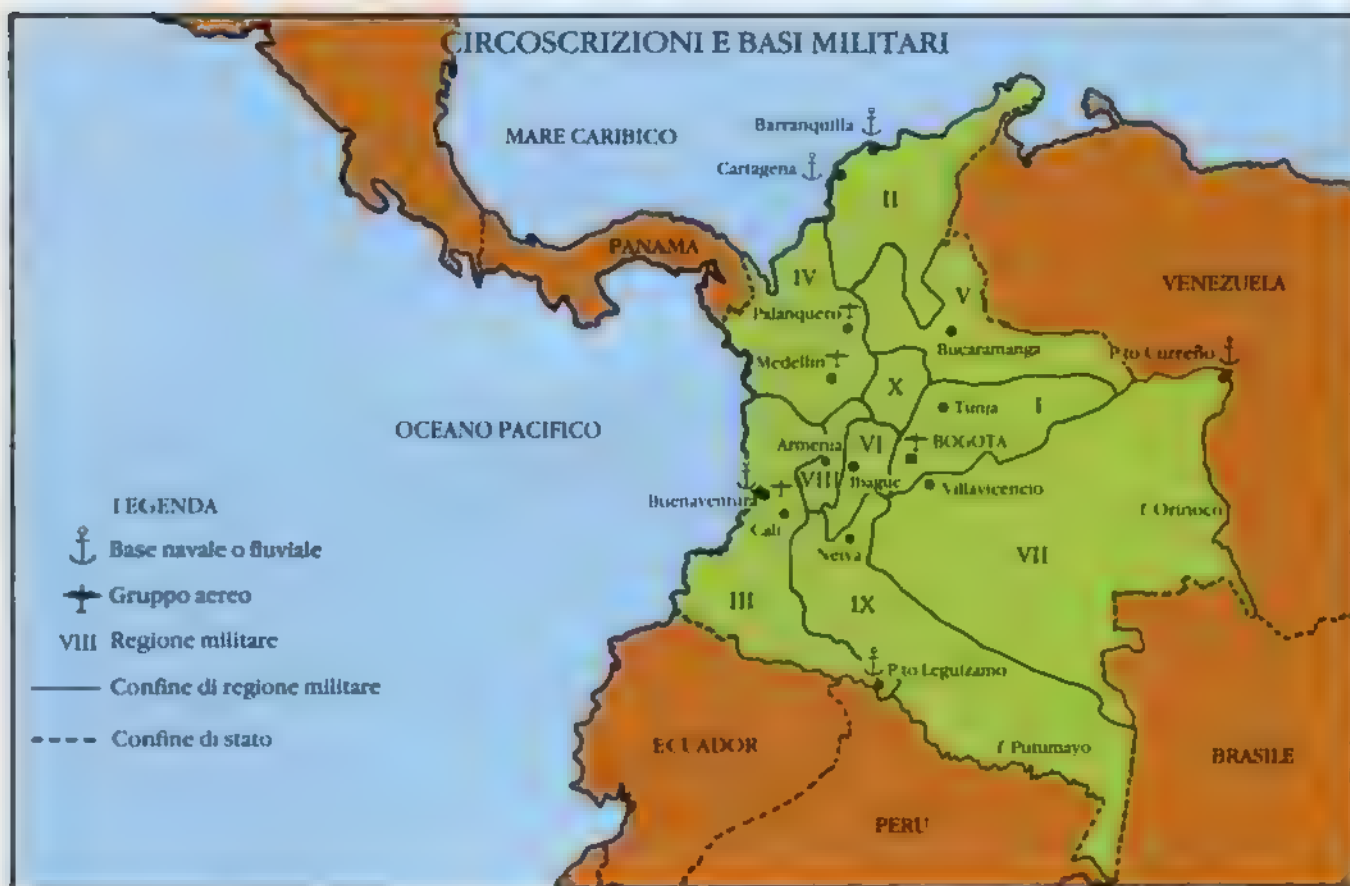 CIRCOSCRIZIONI E BASI MILITARI
MARE CARIBICO
Barranquilla
Cartagena
II
PANAMA
IV
V
VENEZUELA
Palanquero
Bucaramanga
P.to Curreño
Medellin
X
Tunja
I
OCEANO PACIFICO
Armenia
VI
BOGOTA
VIII
Ibague
Villavicencio
Buenaventura
Cali
f Orinoco
Neiva
VII
III
IX
P.to Leguizamo
ECUADOR
f Putumayo
BRASILE
PERU
LEGENDA
Base navale o fluviale
Gruppo aereo
VIII Regione militare
Confine di regione militare
Confine di stato